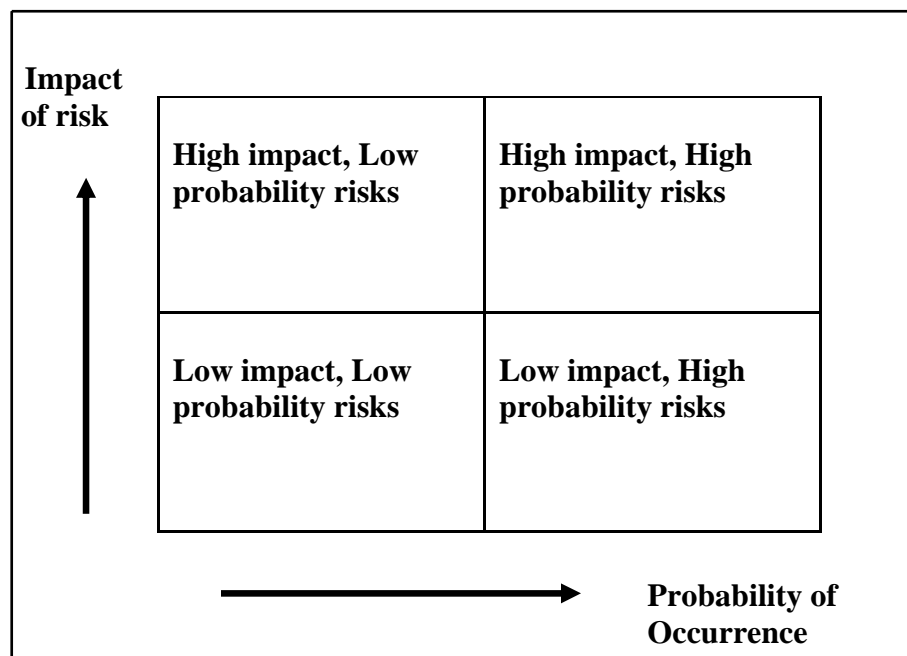 Impact
of risk
High impact, Low
probability risks
High impact, High
probability risks
Low impact, Low
probability risks
Low impact, High
probability risks
Probability of
Occurrence